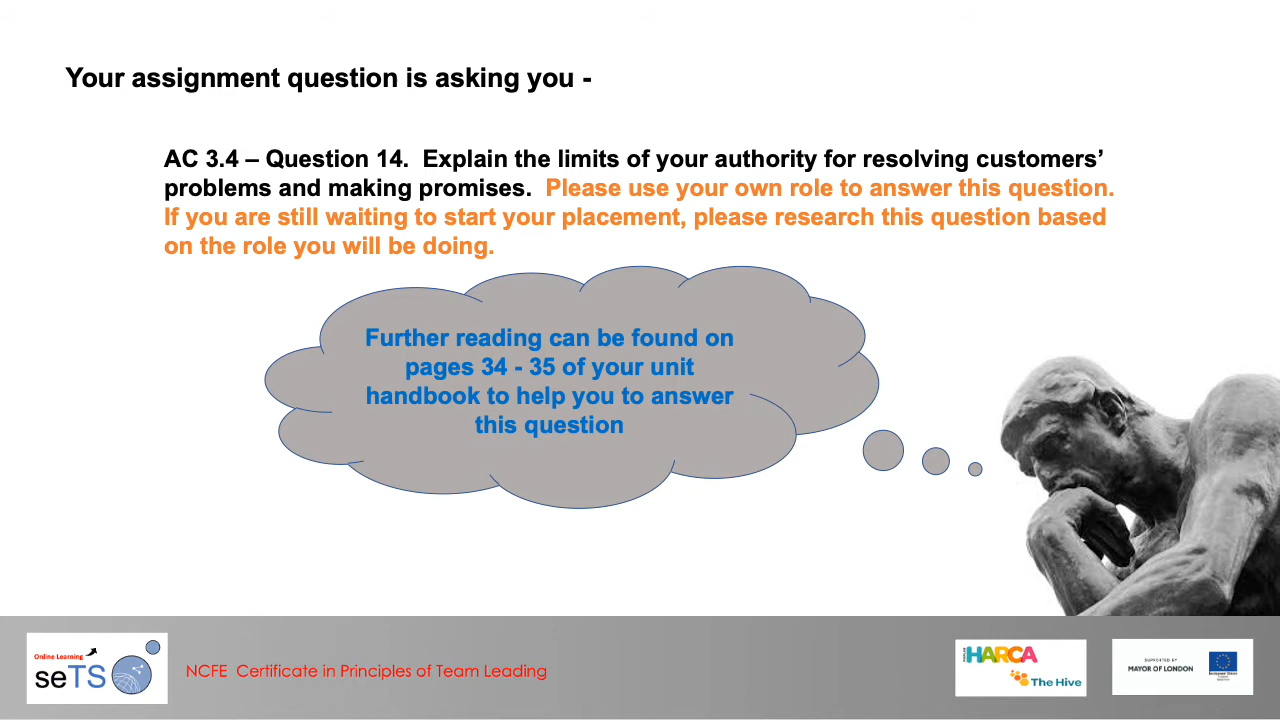 Your assignment question is asking you -
AC 3.4 – Question 14.  Explain the limits of your authority for resolving customers’
problems and making promises.  Please use your own role to answer this question.
If you are still waiting to start your placement, please research this question based
on the role you will be doing.
Further reading can be found on
pages 34 - 35 of your unit
handbook to help you to answer
this question
Online Learning
seTS
NCFE  Certificate in Principles of Team Leading
HARCA
The Hive
SUPPORTED BY
MAYOR OF LONDON